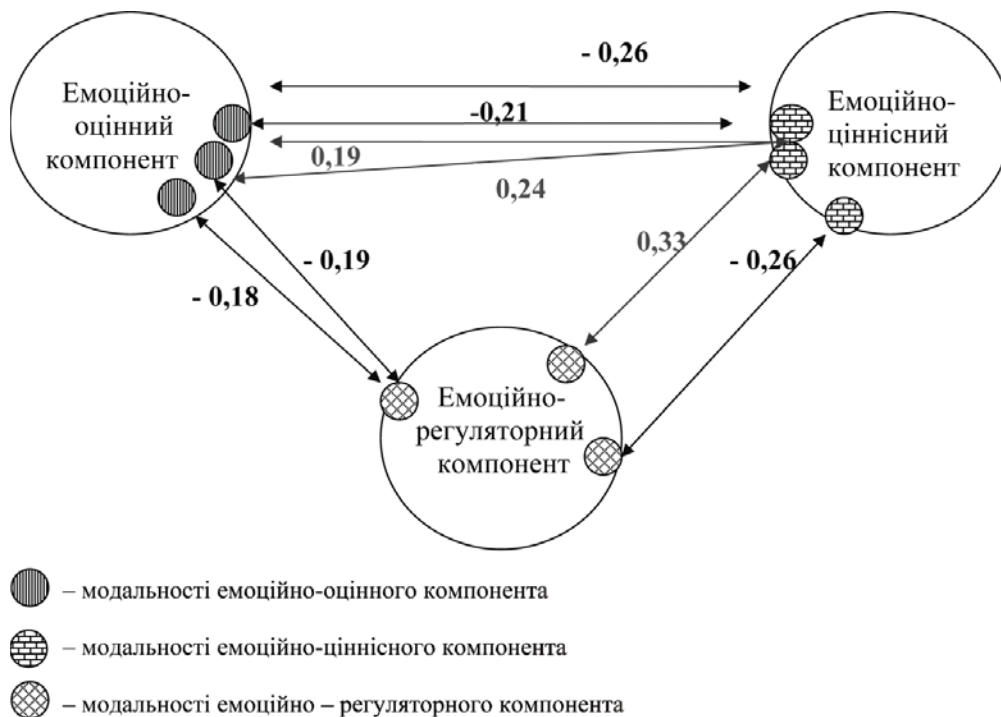 - 0,26
Емоційно-
оцінний
компонент
-0,21
Емоційно-
ціннісний
компонент
0,19
0,24
- 0,19
0,33
- 0,26
- 0,18
Емоційно-
регуляторний
компонент
– модальності емоційно-оцінного компонента
– модальності емоційно-ціннісного компонента
– модальності емоційно – регуляторного компонента